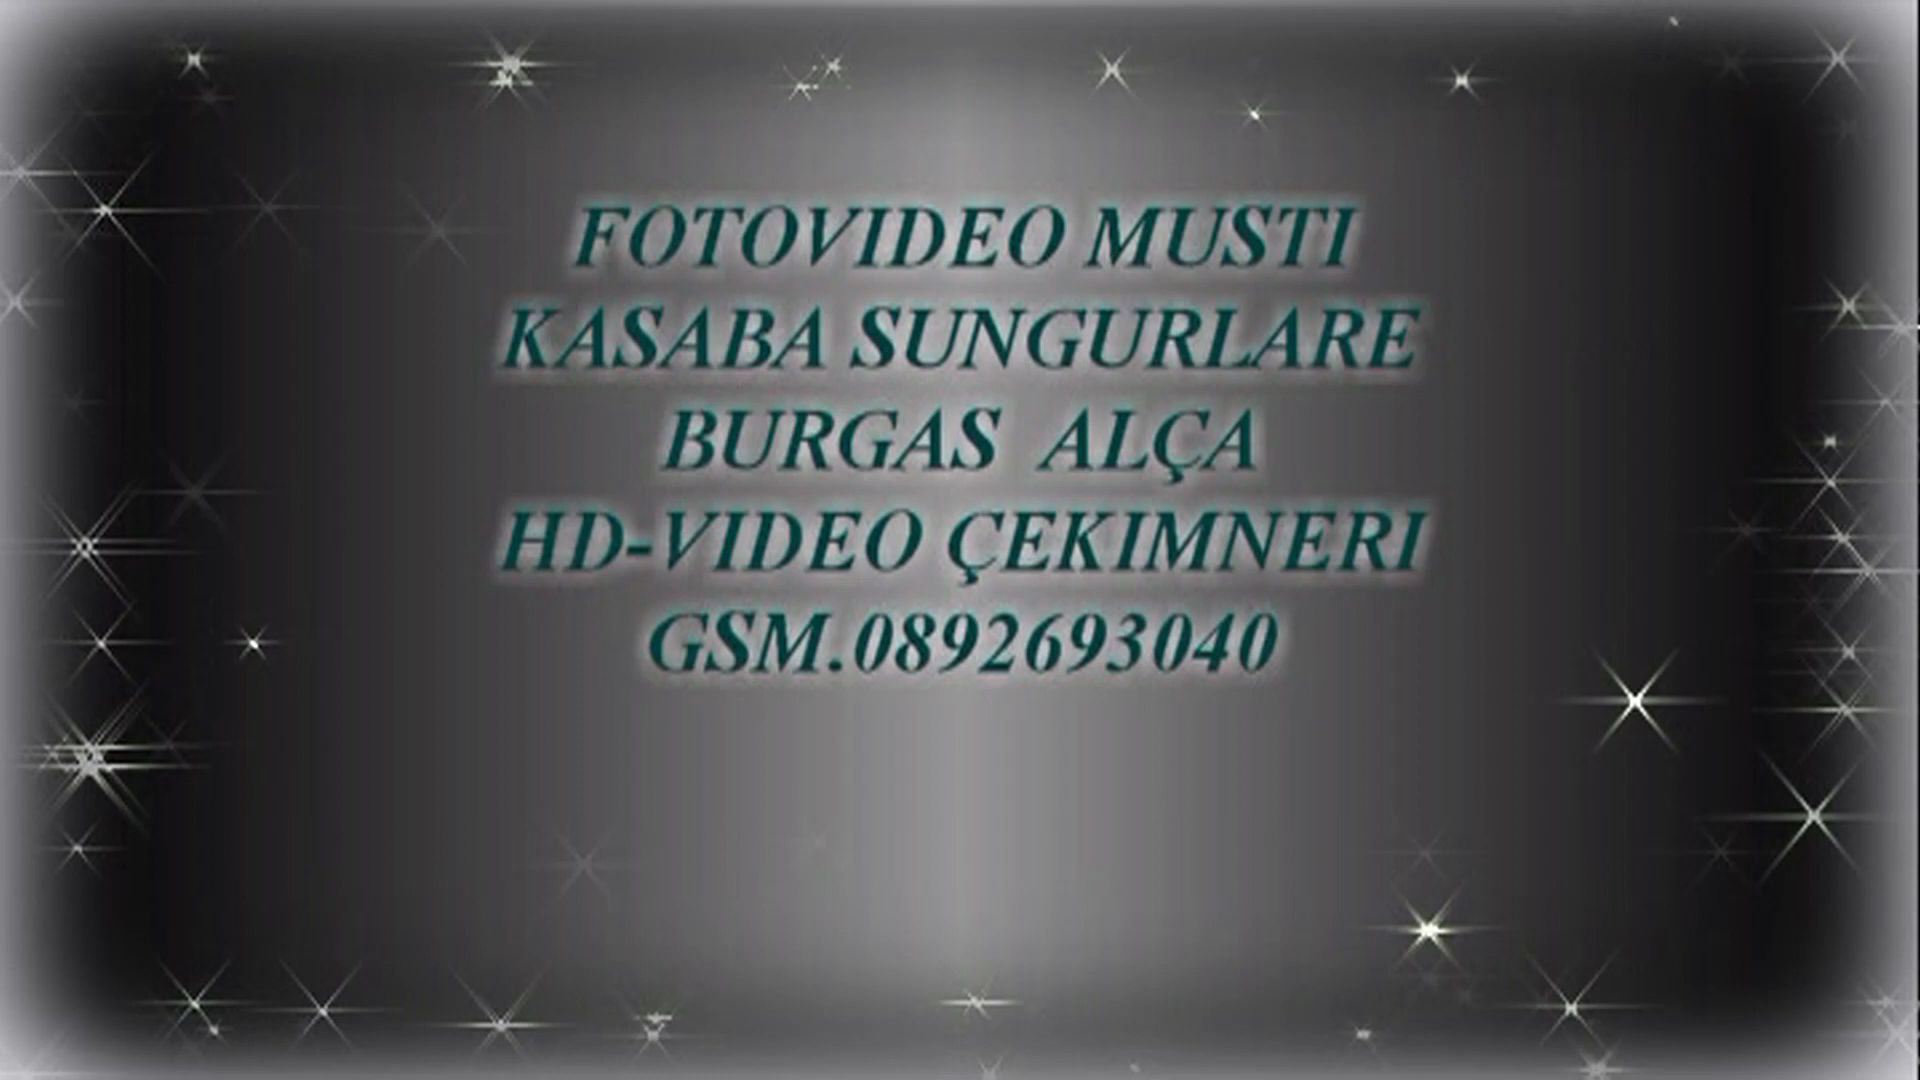 FOTOVIDEO MUSTI
KASABA SUNGURLARE
BURGAS ALÇA
HD-VIDEO ÇEKIMNERI
GSM.0892693040